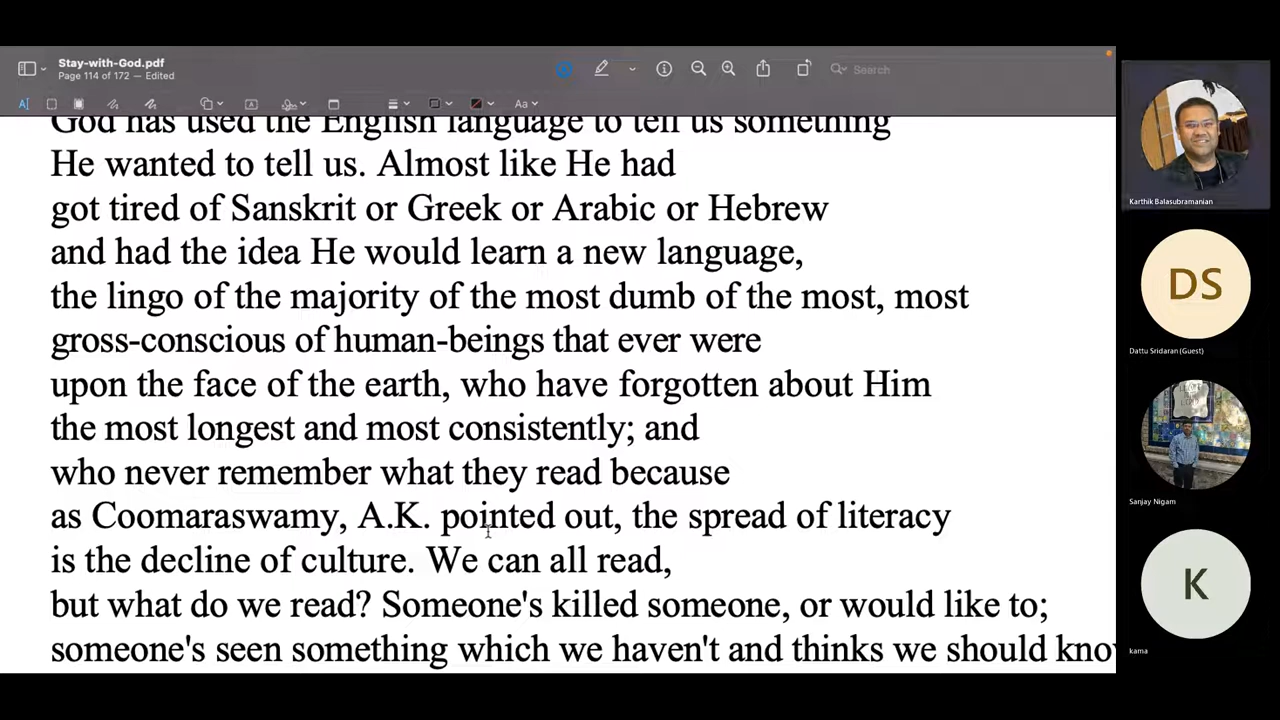 Stay-with-God.pdf
Page 114 of 172 — Edited
Search
Aa
God has used the English language to tell us something
He wanted to tell us. Almost like He had
got tired of Sanskrit or Greek or Arabic or Hebrew
and had the idea He would learn a new language,
the lingo of the majority of the most dumb of the most, most
gross-conscious of human-beings that ever were
upon the face of the earth, who have forgotten about Him
the most longest and most consistently; and
who never remember what they read because
as Coomaraswamy, A.K. pointed out, the spread of literacy
is the decline of culture. We can all read,
but what do we read? Someone's killed someone, or would like to;
someone's seen something which we haven't and thinks we should kno
Karthik Balasubramanian
DS
Dattu Sridaran (Guest)
Sanjay Nigam
K
kama